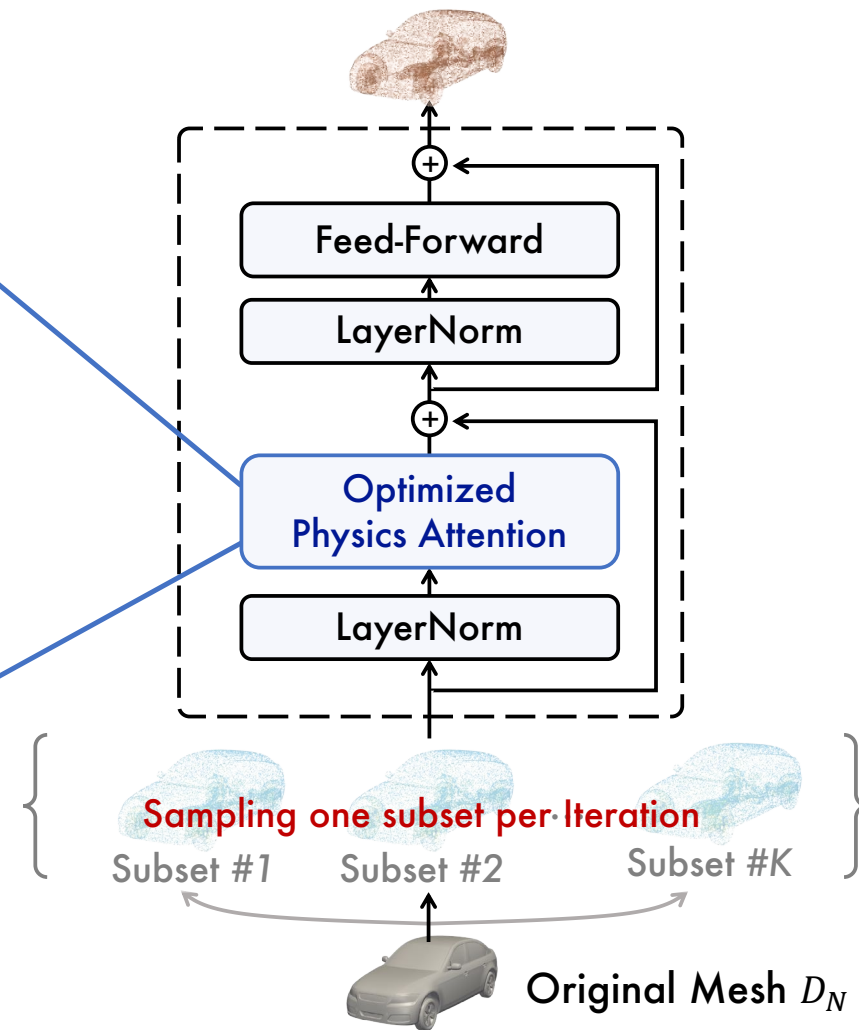 +
Feed-Forward
LayerNorm
+
Optimized
Physics Attention
LayerNorm
Sampling one subset per Iteration
Subset #1 Subset #2 Subset #K
Original Mesh D_N